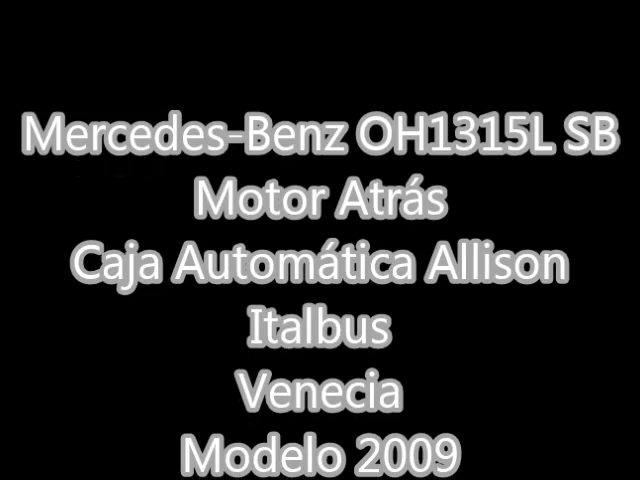 Mercedes-Benz OH1315L SB
Motor Atrás
Caja Automática Allison
Italbus
Venecia
Modelo 2009